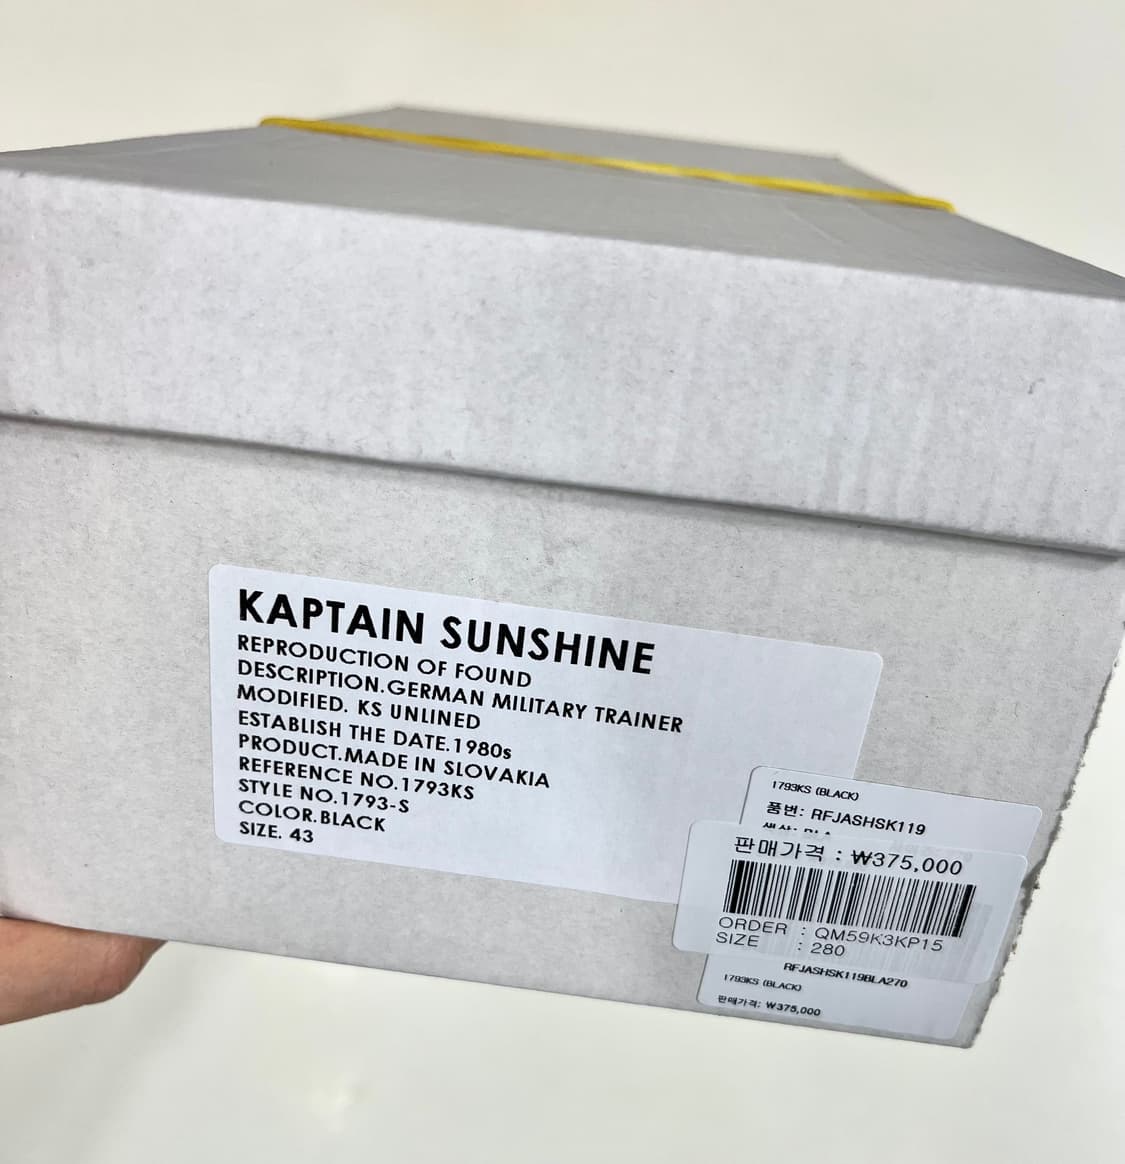 KAPTAIN SUNSHINE
REPRODUCTION OF FOUND
DESCRIPTION.GERMAN MILITARY TRAINER
MODIFIED. KS UNLINED
ESTABLISH THE DATE.1980s
PRODUCT.MADE IN SLOVAKIA
REFERENCE NO.1793KS
STYLE NO.1793-S
COLOR.BLACK
SIZE. 43
1793KS (BLACK)
품번: RFJASHSK119
판매가격 : ₩375,000
ORDER : QM59K3KP15
SIZE : 280
RFJASHSK119BLA270
1793KS (BLACK)
판매가격: ₩375,000